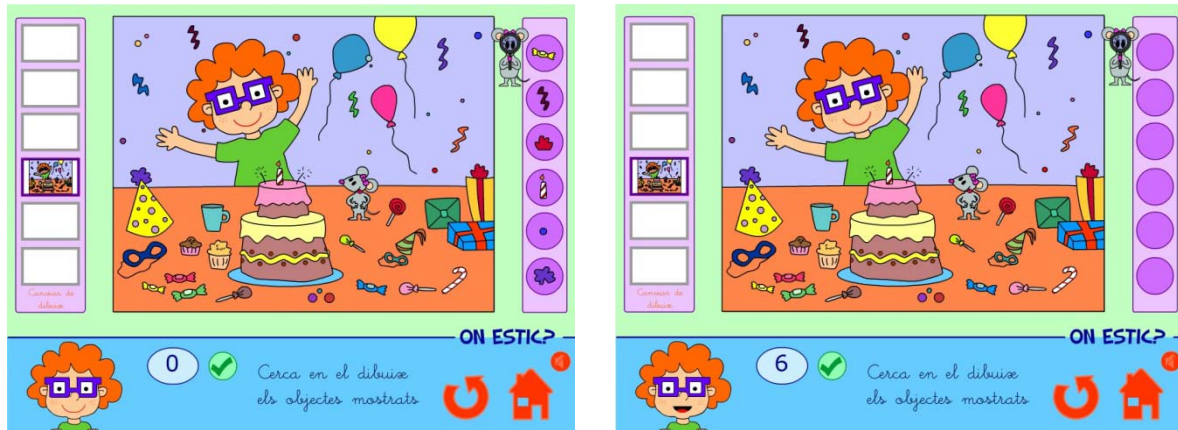 Canviar de
dibuix
ON ESTIC?
0
Cerca en el dibuix
els objectes mostrats
Canviar de
dibuix
ON ESTIC?
6
Cerca en el dibuix
els objectes mostrats